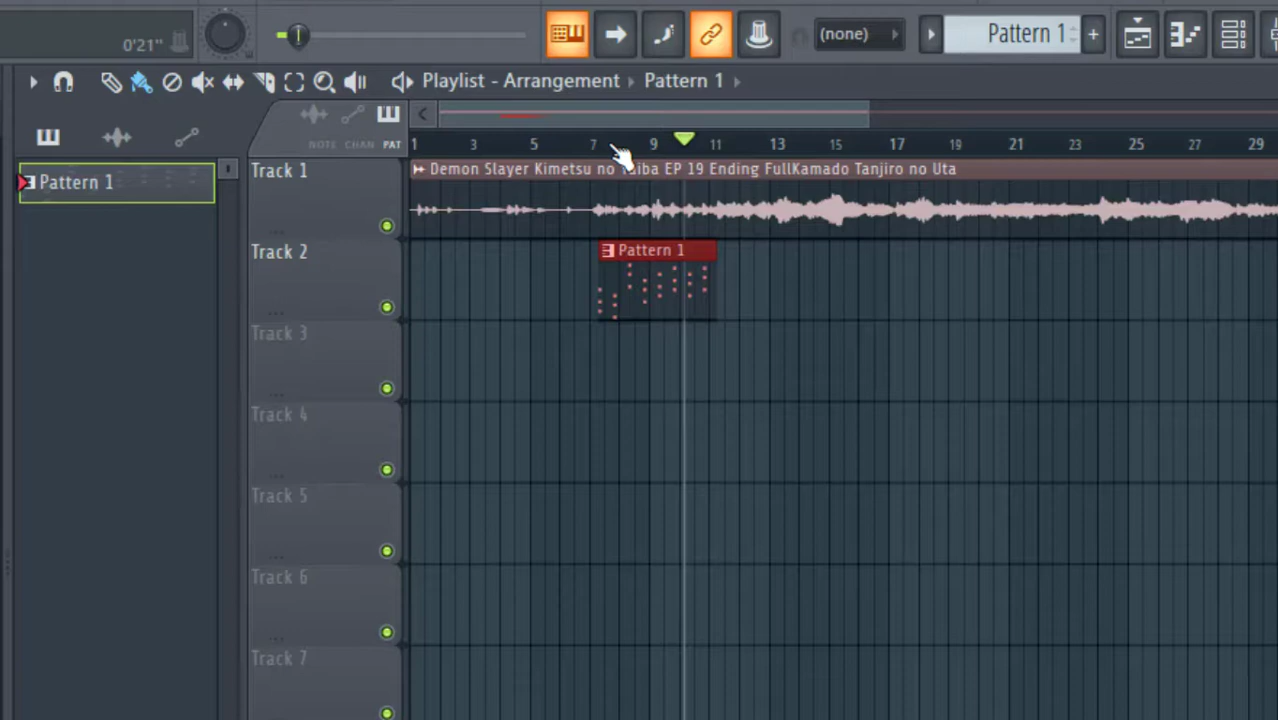 0'21"
(none)
Pattern 1
+
Playlist - Arrangement
Pattern 1
NOTE CHAN PAT
1 3 5 7 9 11 13 15 17 19 21 23 25 27 29
Pattern 1
Track 1
Demon Slayer Kimetsu no Yaiba EP 19 Ending FullKamado Tanjiro no Uta
Track 2
Pattern 1
Track 3
Track 4
Track 5
Track 6
Track 7